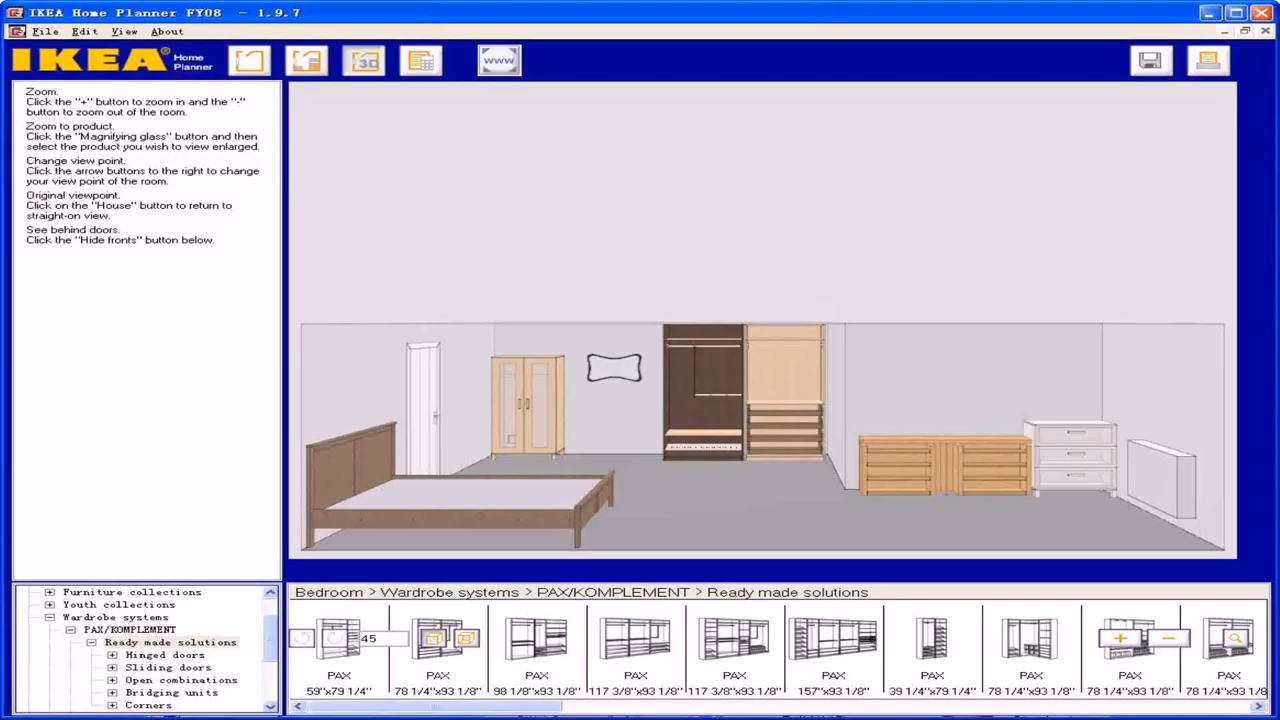 IKEA Home Planner FY08 - 1.9.7
File Edit View About
IKEA® Home Planner
3D
www
Zoom.
Click the "+" button to zoom in and the "-"
button to zoom out of the room.
Zoom to product.
Click the "Magnifying glass" button and then
select the product you wish to view enlarged.
Change view point.
Click the arrow buttons to the right to change
your view point of the room.
Original viewpoint.
Click on the "House" button to return to
straight-on view.
See behind doors.
Click the "Hide fronts" button below.
Furniture collections
Youth collections
Wardrobe systems
PAX/KOMPLEMENT
Ready made solutions
Hinged doors
Sliding doors
Open combinations
Bridging units
Corners
Bedroom > Wardrobe systems > PAX/KOMPLEMENT > Ready made solutions
45
PAX PAX PAX PAX PAX PAX PAX PAX PAX PAX
59"x79 1/4" 78 1/4"x93 1/8" 98 1/8"x93 1/8" 117 3/8"x93 1/8" 117 3/8"x93 1/8" 157"x93 1/8" 39 1/4"x79 1/4" 78 1/4"x93 1/8" 78 1/4"x93 1/8" 78 1/4"x93 1/8